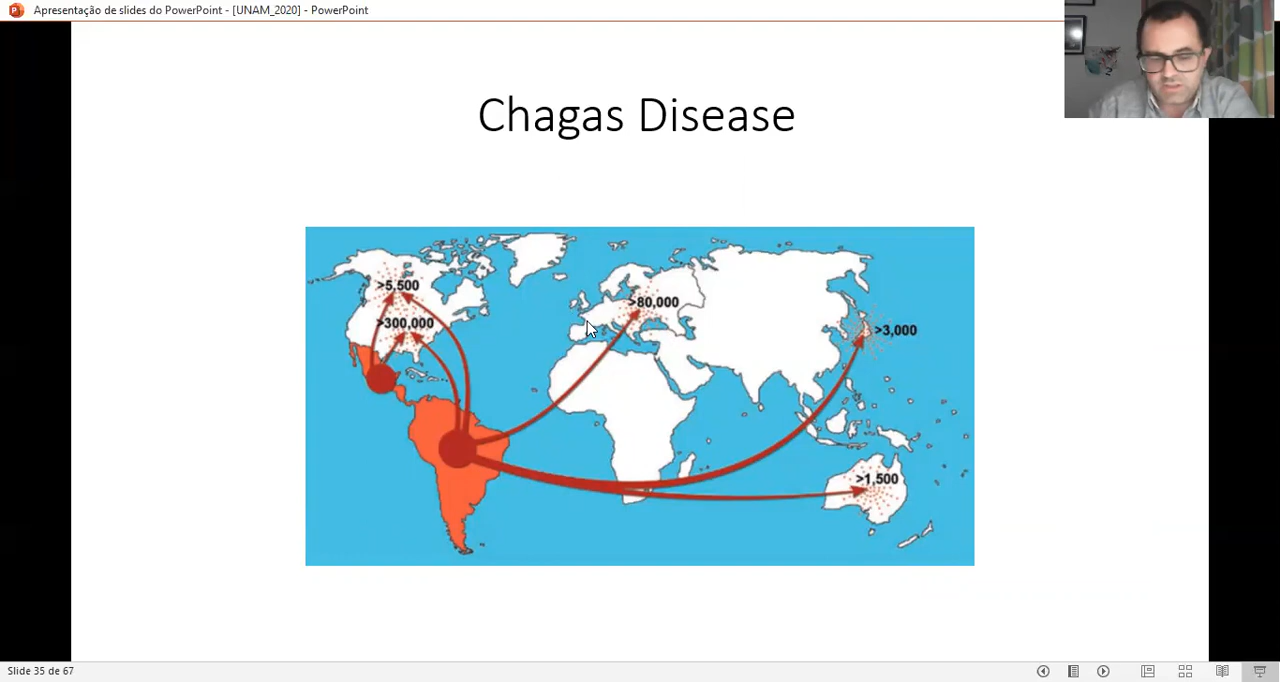 Apresentação de slides do PowerPoint - [UNAM_2020] - PowerPoint
Chagas Disease
>5,500
>80,000
>300,000
>3,000
>1,500
Slide 35 de 67